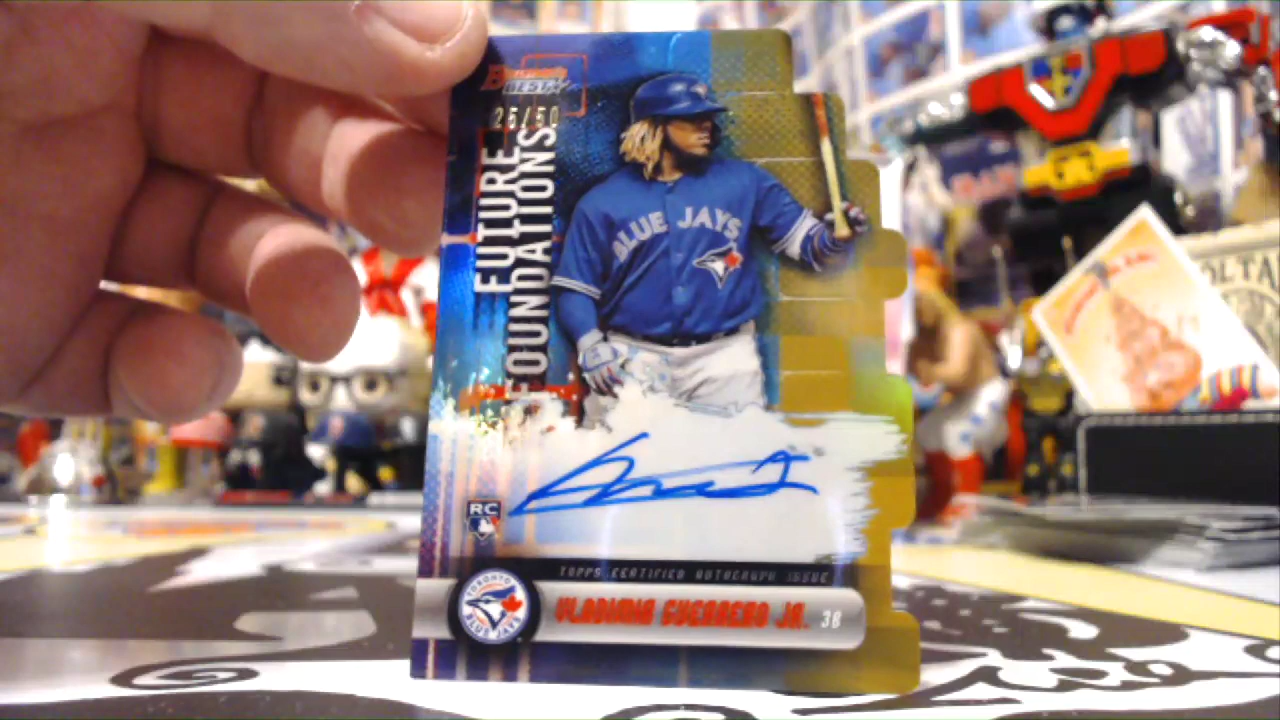 BOWMAN'S
BEST
25/50
FUTURE
FOUNDATIONS
BLUE JAYS
RC
TOPPS CERTIFIED AUTOGRAPH ISSUE
TORONTO
BLUE JAYS
VLADIMIR GUERRERO JR. 3B